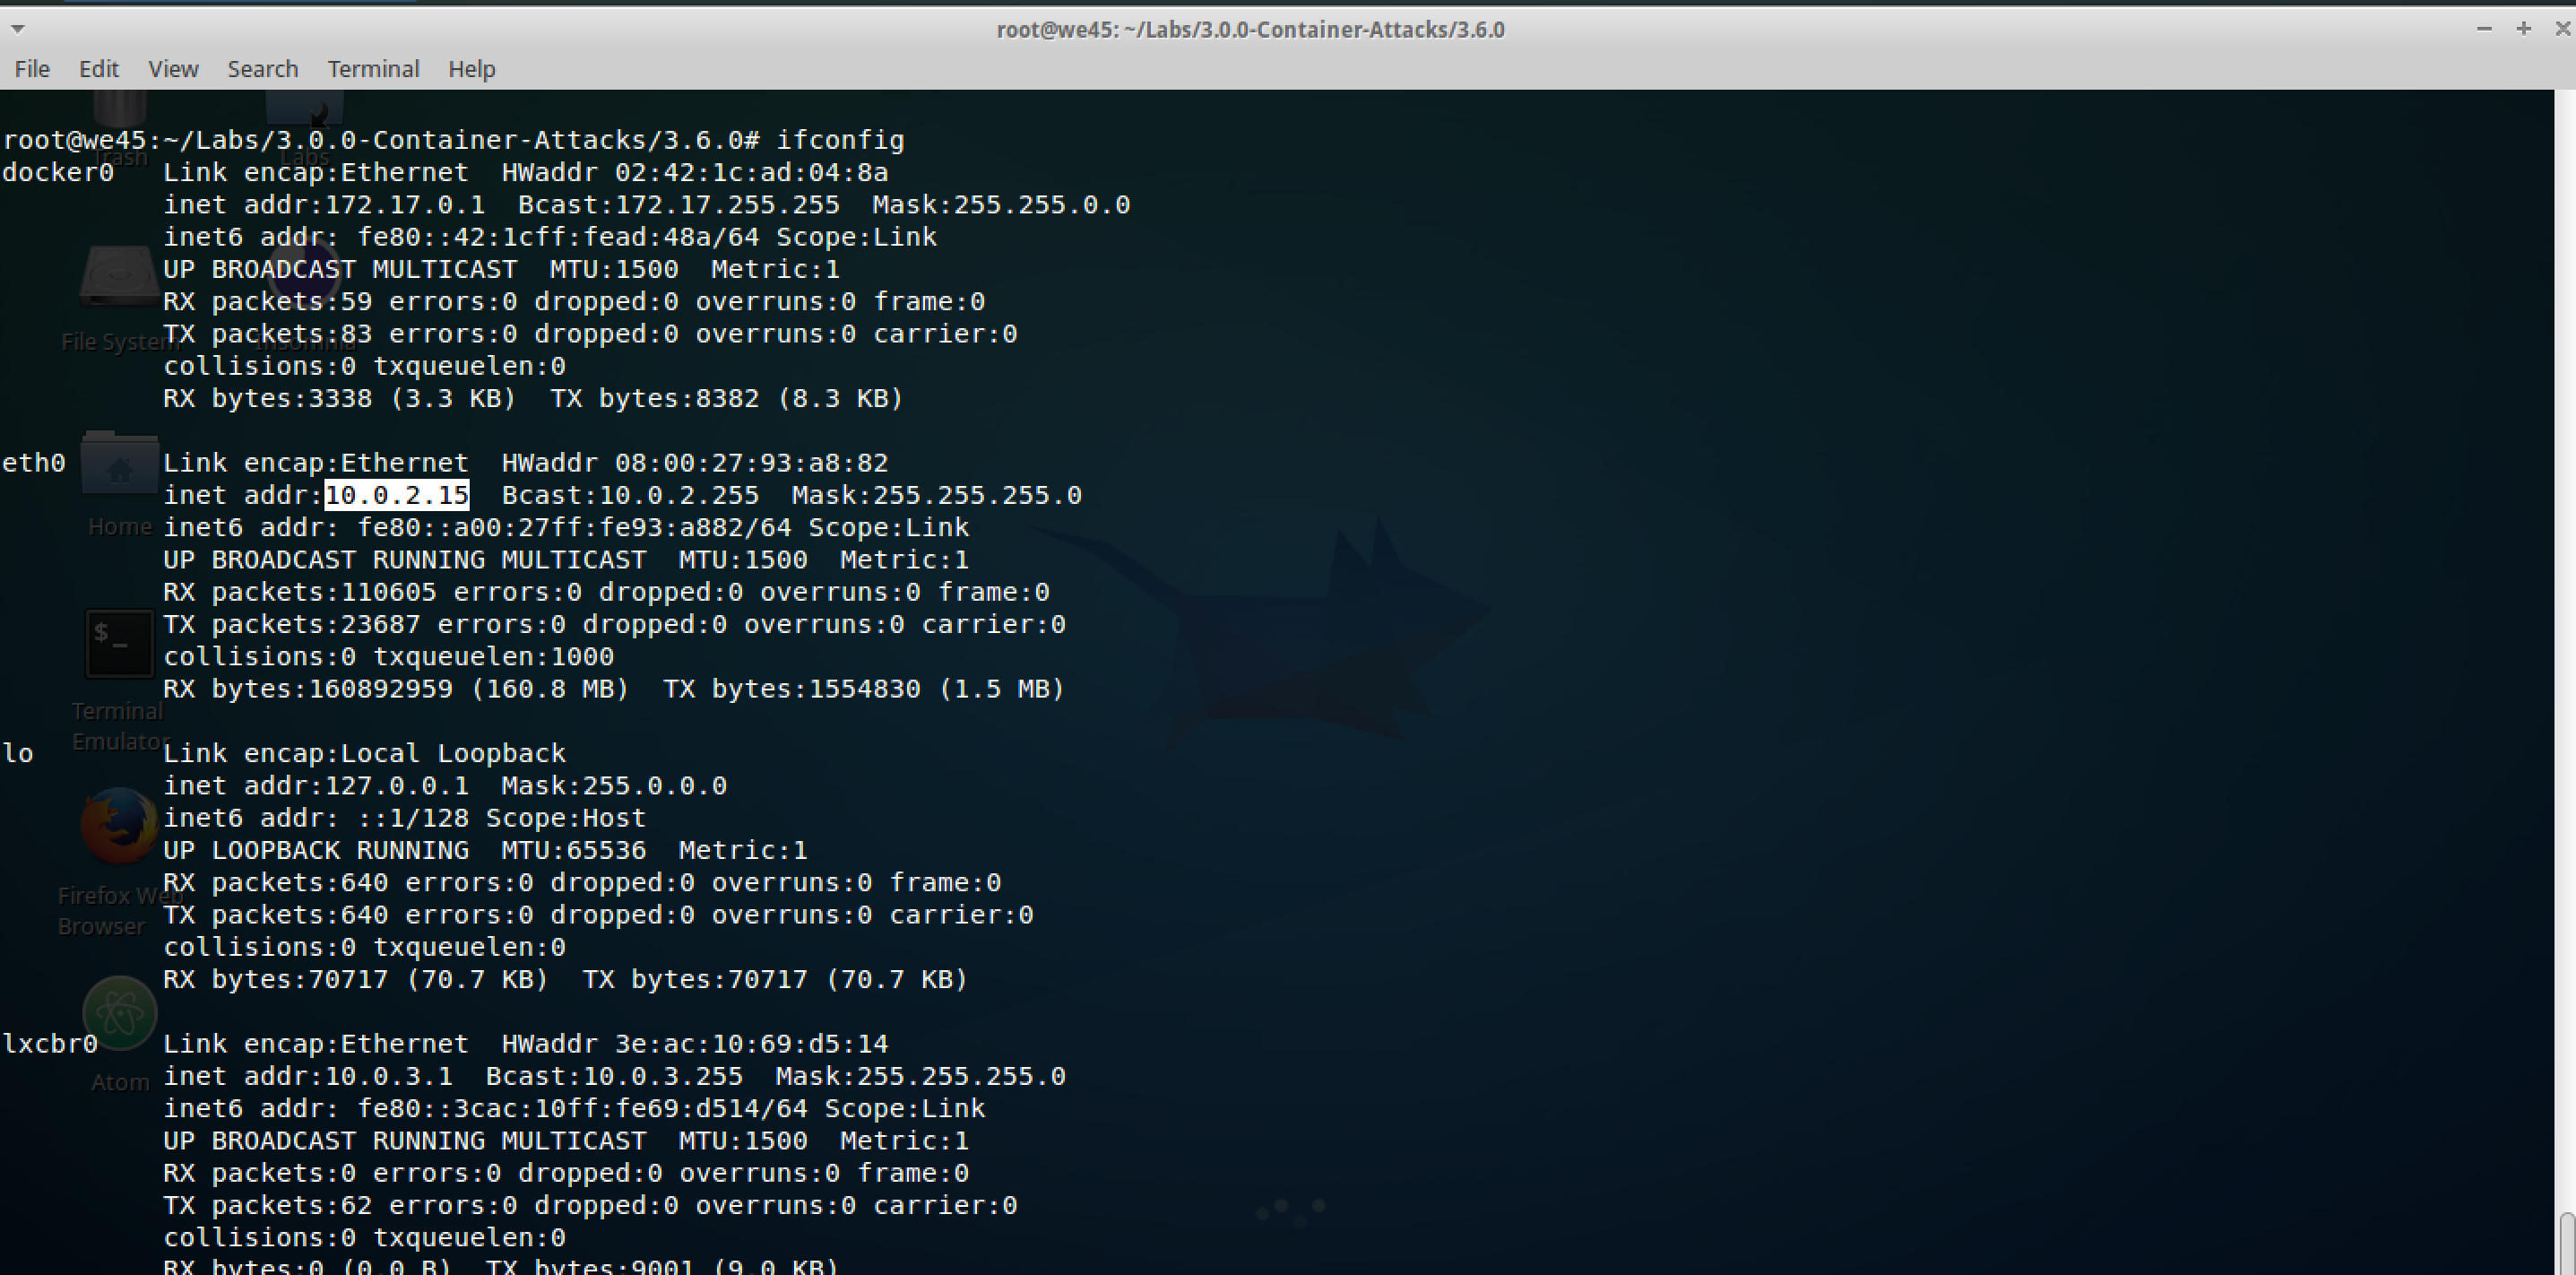 root@we45: ~/Labs/3.0.0-Container-Attacks/3.6.0
File Edit View Search Terminal Help
root@we45:~/Labs/3.0.0-Container-Attacks/3.6.0# ifconfig
docker0   Link encap:Ethernet  HWaddr 02:42:1c:ad:04:8a
          inet addr:172.17.0.1  Bcast:172.17.255.255  Mask:255.255.0.0
          inet6 addr: fe80::42:1cff:fead:48a/64 Scope:Link
          UP BROADCAST MULTICAST  MTU:1500  Metric:1
          RX packets:59 errors:0 dropped:0 overruns:0 frame:0
          TX packets:83 errors:0 dropped:0 overruns:0 carrier:0
          collisions:0 txqueuelen:0
          RX bytes:3338 (3.3 KB)  TX bytes:8382 (8.3 KB)

eth0      Link encap:Ethernet  HWaddr 08:00:27:93:a8:82
          inet addr:10.0.2.15  Bcast:10.0.2.255  Mask:255.255.255.0
          inet6 addr: fe80::a00:27ff:fe93:a882/64 Scope:Link
          UP BROADCAST RUNNING MULTICAST  MTU:1500  Metric:1
          RX packets:110605 errors:0 dropped:0 overruns:0 frame:0
          TX packets:23687 errors:0 dropped:0 overruns:0 carrier:0
          collisions:0 txqueuelen:1000
          RX bytes:160892959 (160.8 MB)  TX bytes:1554830 (1.5 MB)

lo        Link encap:Local Loopback
          inet addr:127.0.0.1  Mask:255.0.0.0
          inet6 addr: ::1/128 Scope:Host
          UP LOOPBACK RUNNING  MTU:65536  Metric:1
          RX packets:640 errors:0 dropped:0 overruns:0 frame:0
          TX packets:640 errors:0 dropped:0 overruns:0 carrier:0
          collisions:0 txqueuelen:0
          RX bytes:70717 (70.7 KB)  TX bytes:70717 (70.7 KB)

lxcbr0    Link encap:Ethernet  HWaddr 3e:ac:10:69:d5:14
          inet addr:10.0.3.1  Bcast:10.0.3.255  Mask:255.255.255.0
          inet6 addr: fe80::3cac:10ff:fe69:d514/64 Scope:Link
          UP BROADCAST RUNNING MULTICAST  MTU:1500  Metric:1
          RX packets:0 errors:0 dropped:0 overruns:0 frame:0
          TX packets:62 errors:0 dropped:0 overruns:0 carrier:0
          collisions:0 txqueuelen:0
          RX bytes:0 (0.0 B)  TX bytes:9001 (9.0 KB)
Trash
Labs
File System
Insomnia
Home
$_
Terminal
Emulator
Firefox Web
Browser
Atom